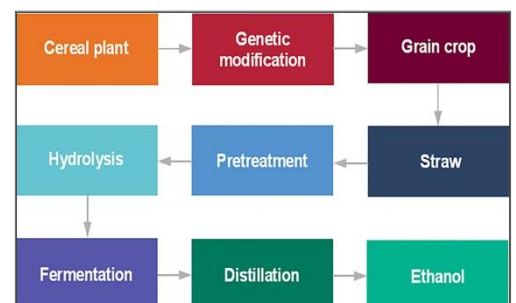 Cereal plant
Genetic
modification
Grain crop
Straw
Pretreatment
Hydrolysis
Fermentation
Distillation
Ethanol